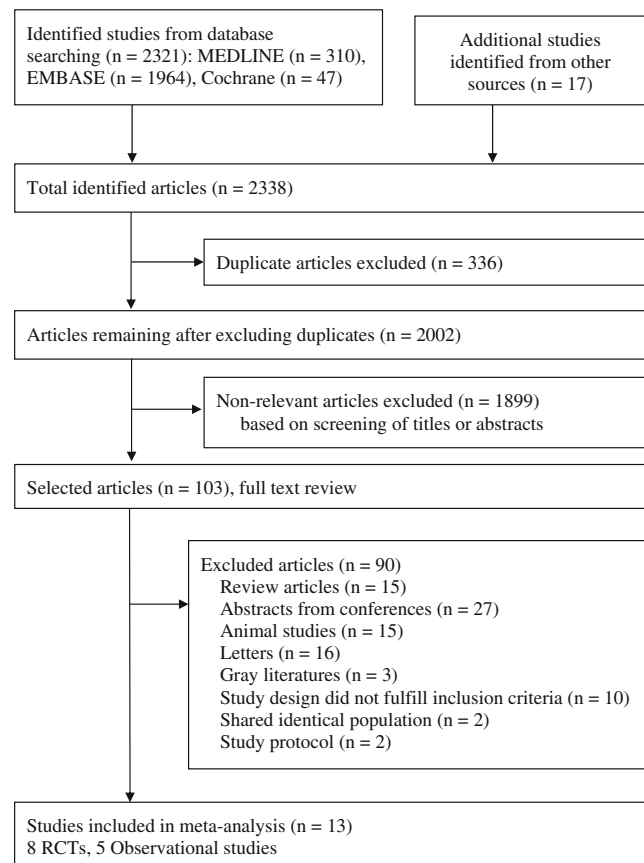 Identified studies from database
searching (n = 2321): MEDLINE (n = 310),
EMBASE (n = 1964), Cochrane (n = 47)
Additional studies
identified from other
sources (n = 17)
Total identified articles (n = 2338)
Duplicate articles excluded (n = 336)
Articles remaining after excluding duplicates (n = 2002)
Non-relevant articles excluded (n = 1899)
based on screening of titles or abstracts
Selected articles (n = 103), full text review
Excluded articles (n = 90)
Review articles (n = 15)
Abstracts from conferences (n = 27)
Animal studies (n = 15)
Letters (n = 16)
Gray literatures (n = 3)
Study design did not fulfill inclusion criteria (n = 10)
Shared identical population (n = 2)
Study protocol (n = 2)
Studies included in meta-analysis (n = 13)
8 RCTs, 5 Observational studies